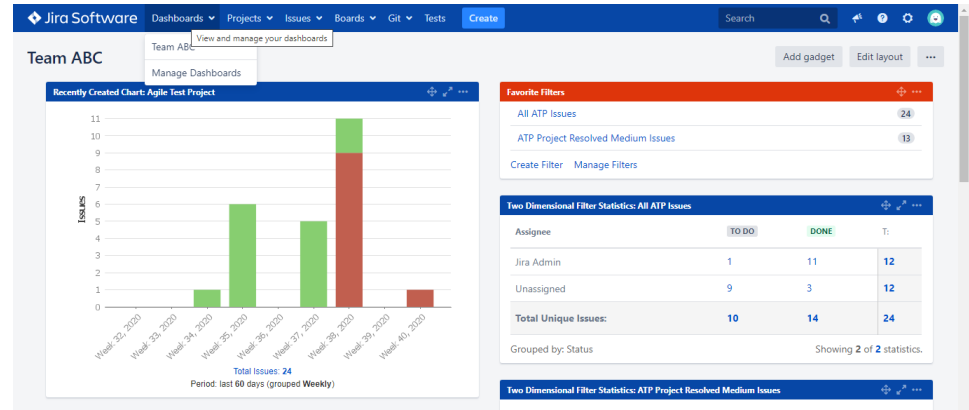 Jira Software Dashboards Projects Issues Boards Git Tests Create Search
View and manage your dashboards
Team ABC
Manage Dashboards
Team ABC
Add gadget Edit layout
Recently Created Chart: Agile Test Project
11
10
9
8
7
6
5
4
3
2
1
0
Issues
Week 32, 2020
Week 33, 2020
Week 34, 2020
Week 35, 2020
Week 36, 2020
Week 37, 2020
Week 38, 2020
Week 39, 2020
Week 40, 2020
Total Issues: 24
Period: last 60 days (grouped Weekly)
Favorite Filters
All ATP Issues 24
ATP Project Resolved Medium Issues 13
Create Filter Manage Filters
Two Dimensional Filter Statistics: All ATP Issues
Assignee TO DO DONE T:
Jira Admin 1 11 12
Unassigned 9 3 12
Total Unique Issues: 10 14 24
Grouped by: Status Showing 2 of 2 statistics.
Two Dimensional Filter Statistics: ATP Project Resolved Medium Issues